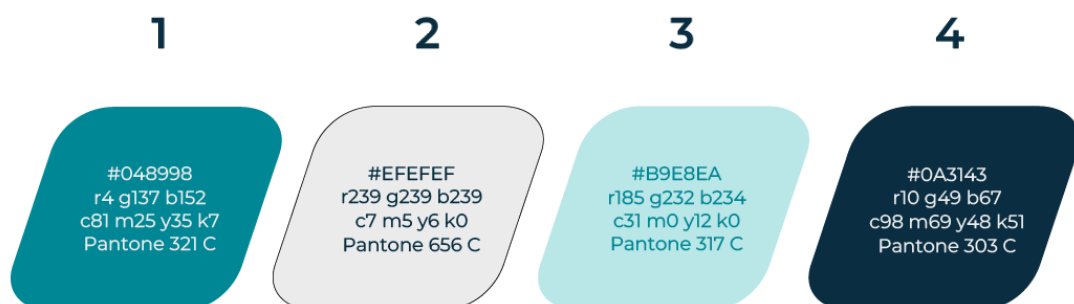 1
2
3
4
#048998
r4 g137 b152
c81 m25 y35 k7
Pantone 321 C
#EFEFEF
r239 g239 b239
c7 m5 y6 k0
Pantone 656 C
#B9E8EA
r185 g232 b234
c31 m0 y12 k0
Pantone 317 C
#0A3143
r10 g49 b67
c98 m69 y48 k51
Pantone 303 C